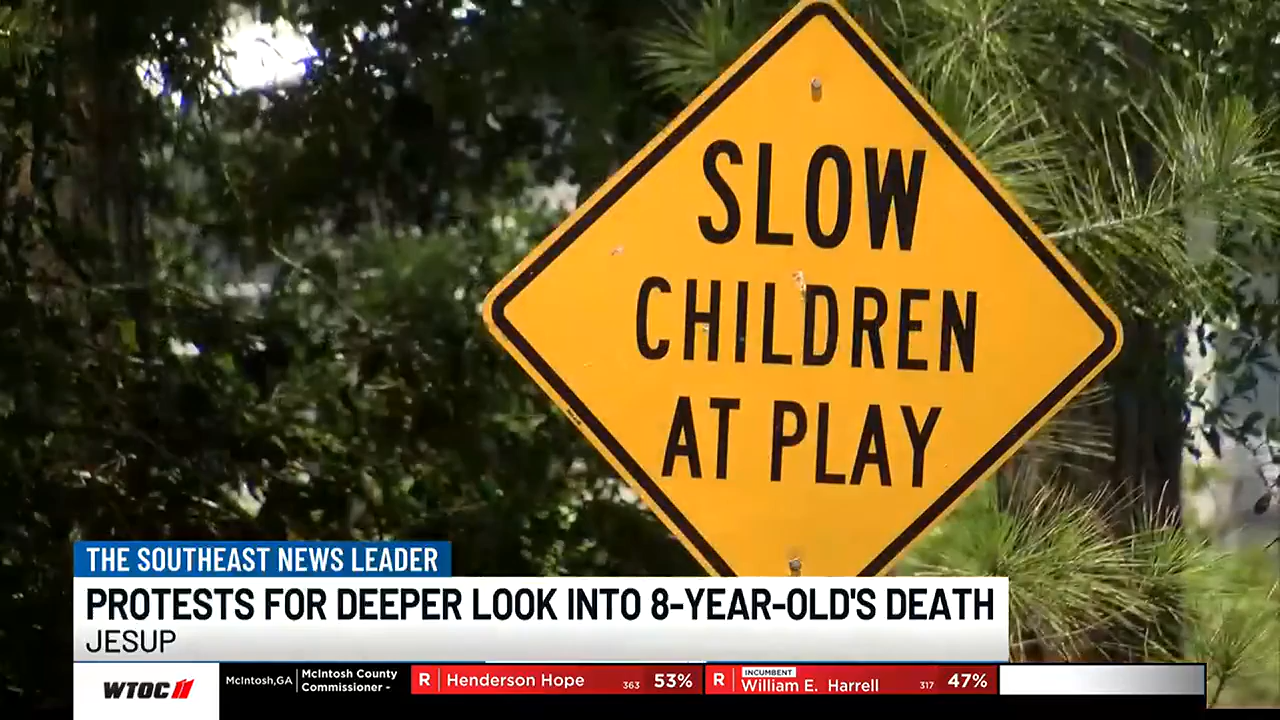 SLOW
CHILDREN
AT PLAY
THE SOUTHEAST NEWS LEADER
PROTESTS FOR DEEPER LOOK INTO 8-YEAR-OLD'S DEATH
JESUP
WTOC 11
McIntosh,GA
McIntosh County
Commissioner -
R Henderson Hope 363 53%
R INCUMBENT
William E. Harrell 317 47%